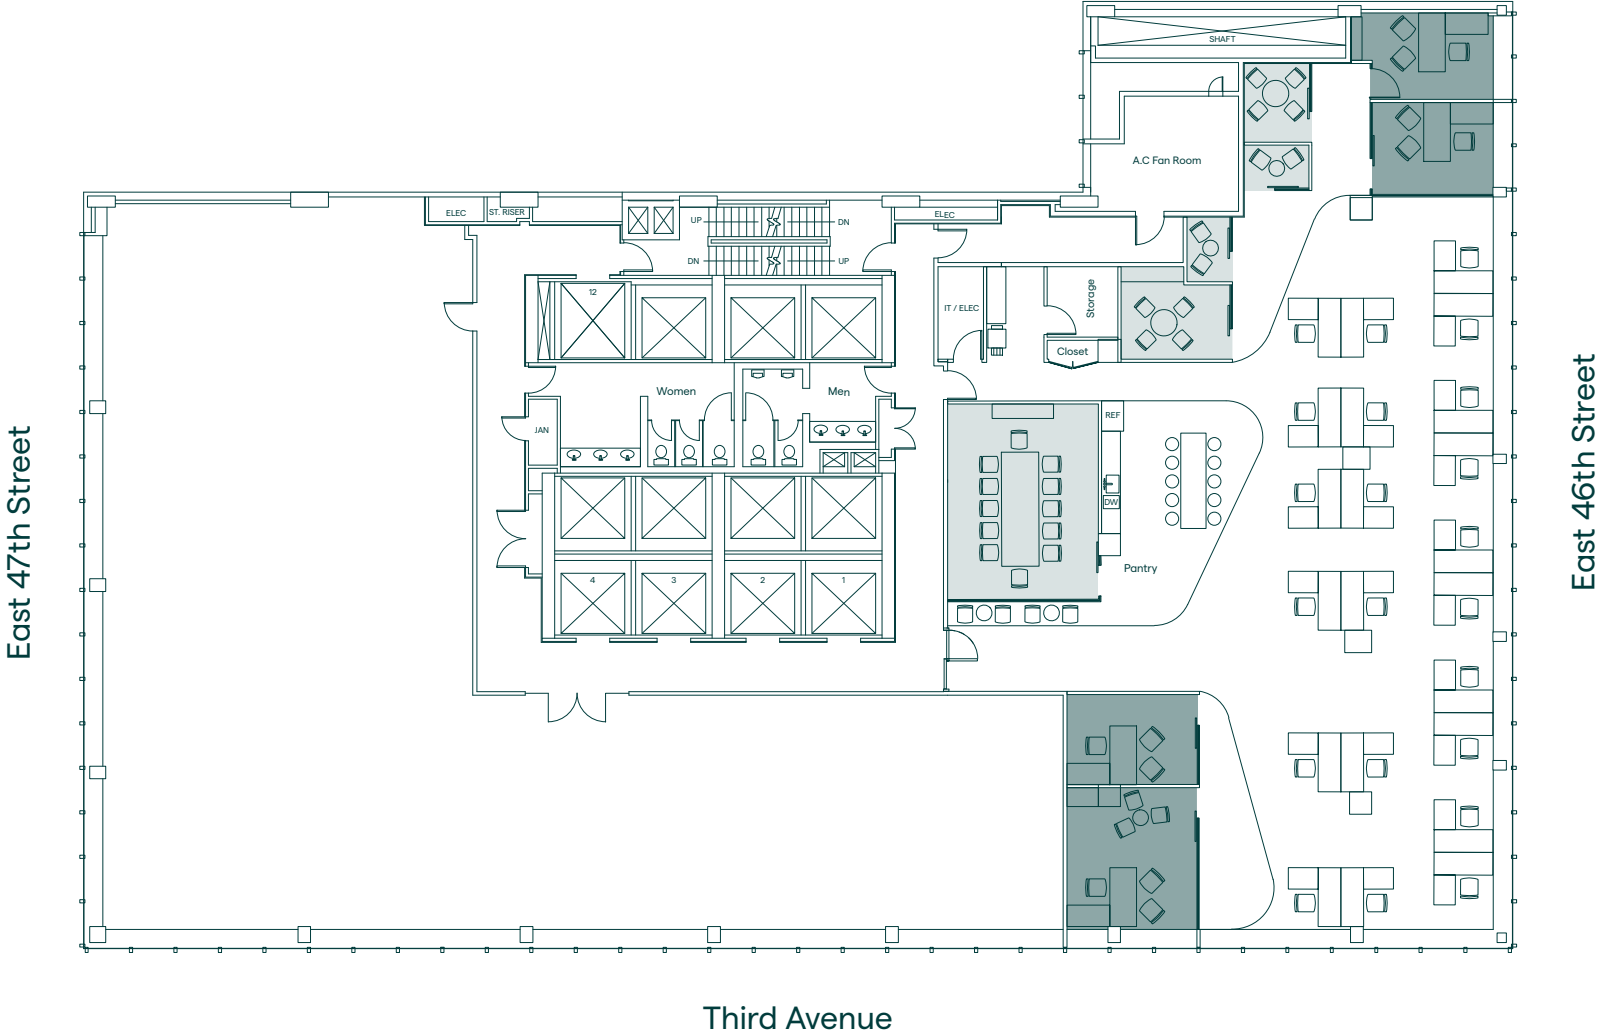 SHAFT
A.C Fan Room
ELEC
ST. RISER
UP
DN
ELEC
DN
UP
12
IT / ELEC
Storage
Closet
Women
Men
JAN
REF
DW
Pantry
4
3
2
1
East 47th Street
East 46th Street
Third Avenue